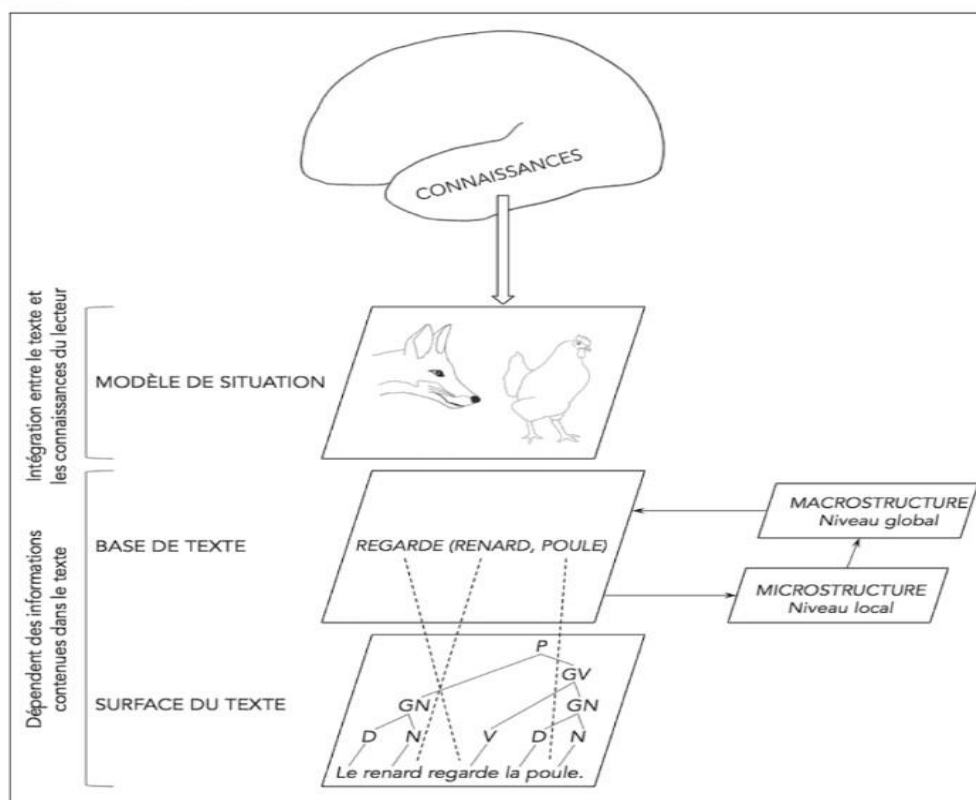 CONNAISSANCES
Intégration entre le texte et
les connaissances du lecteur
MODÈLE DE SITUATION
Dépendent des informations
contenues dans le texte
BASE DE TEXTE
REGARDE (RENARD, POULE)
MACROSTRUCTURE
Niveau global
MICROSTRUCTURE
Niveau local
SURFACE DU TEXTE
P
GV
GN GN
D N V D N
Le renard regarde la poule.